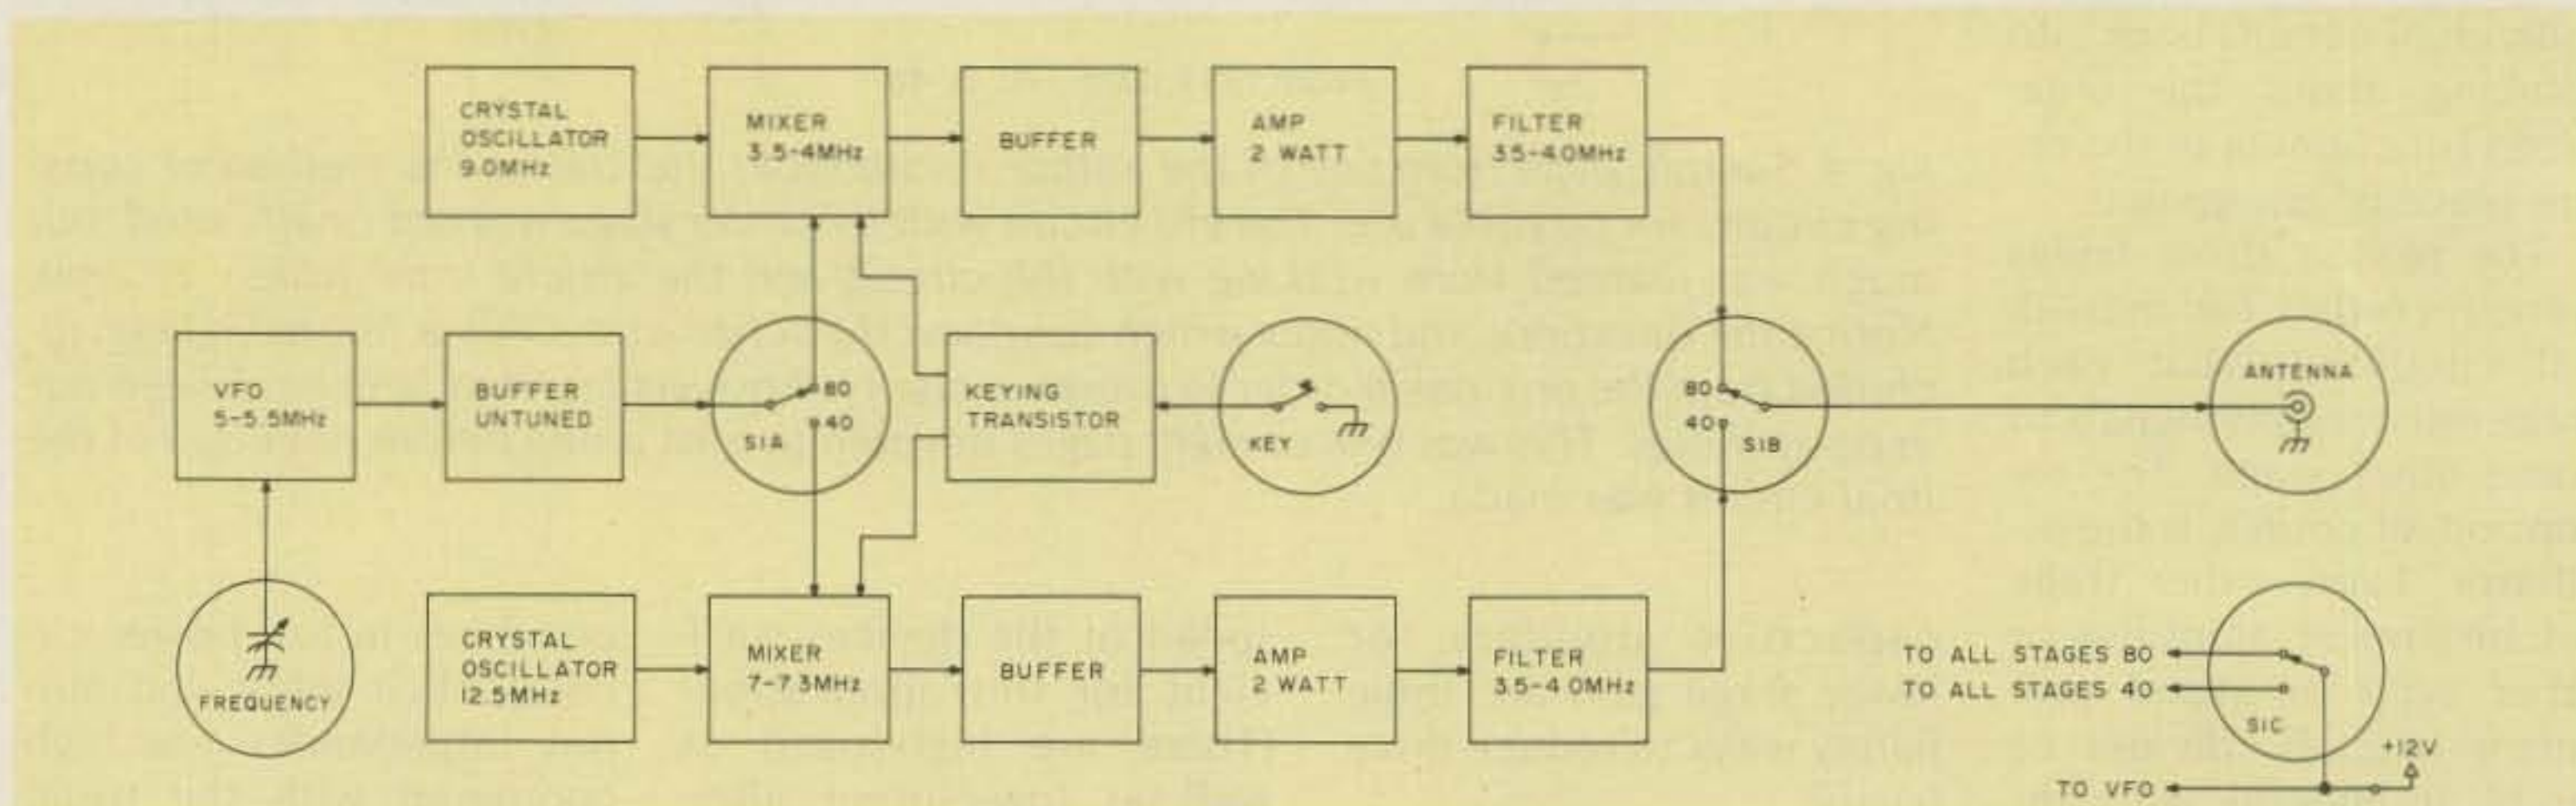 CRYSTAL
OSCILLATOR
9.0MHz
MIXER
3.5-4MHz
BUFFER
AMP
2 WATT
FILTER
3.5-4.0MHz
VFO
5-5.5MHz
BUFFER
UNTUNED
80
40
S1A
KEYING
TRANSISTOR
KEY
80
40
S1B
ANTENNA
FREQUENCY
CRYSTAL
OSCILLATOR
12.5MHz
MIXER
7-7.3MHz
BUFFER
AMP
2 WATT
FILTER
3.5-4.0MHz
TO ALL STAGES 80
TO ALL STAGES 40
S1C
+12V
TO VFO